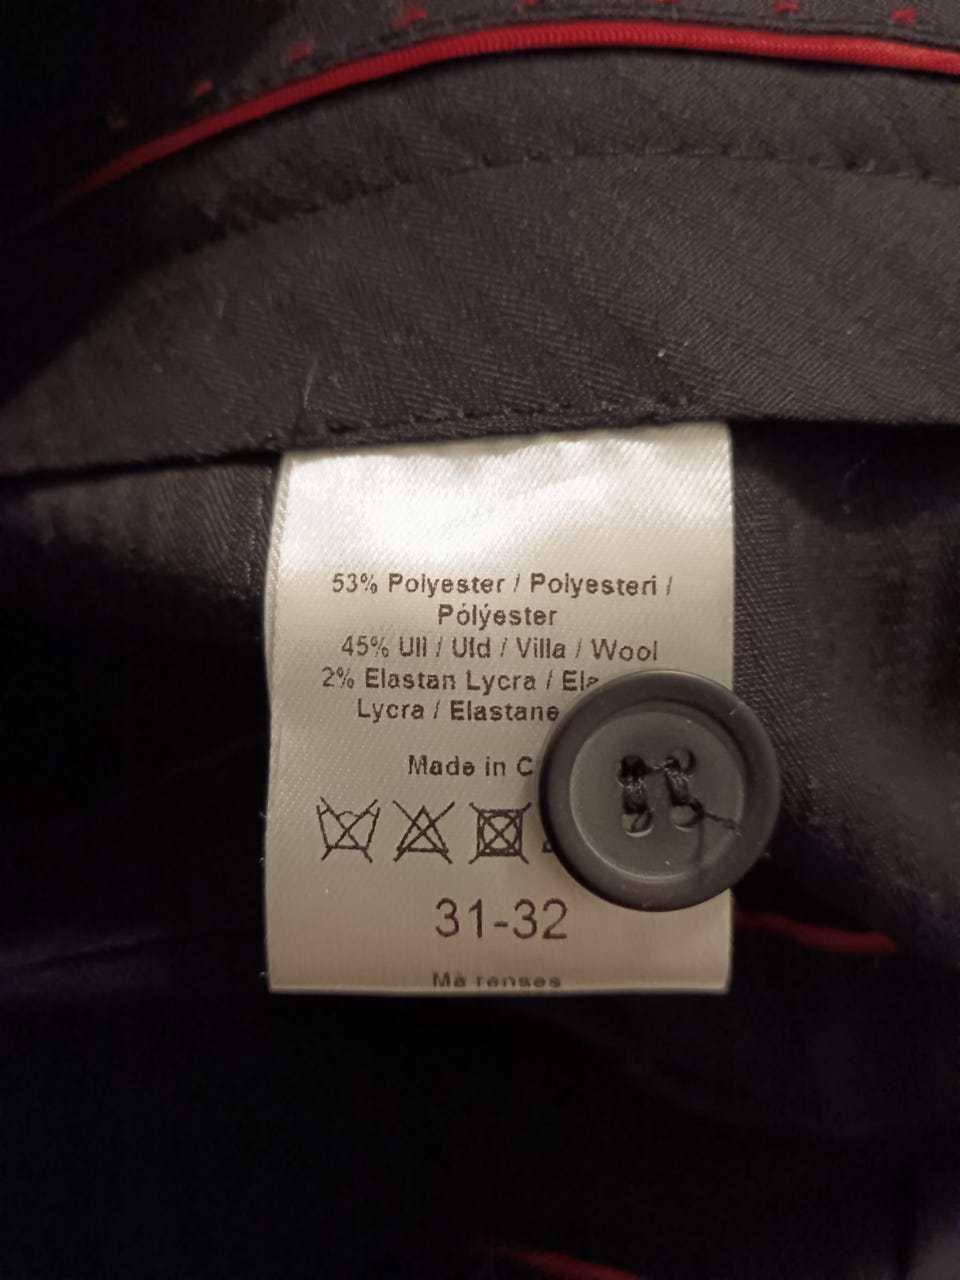 53% Polyester / Polyesteri /
Pólýester
45% Ull / Uld / Villa / Wool
2% Elastan Lycra /
Lycra / Elastane
Made in
31-32
Må renses